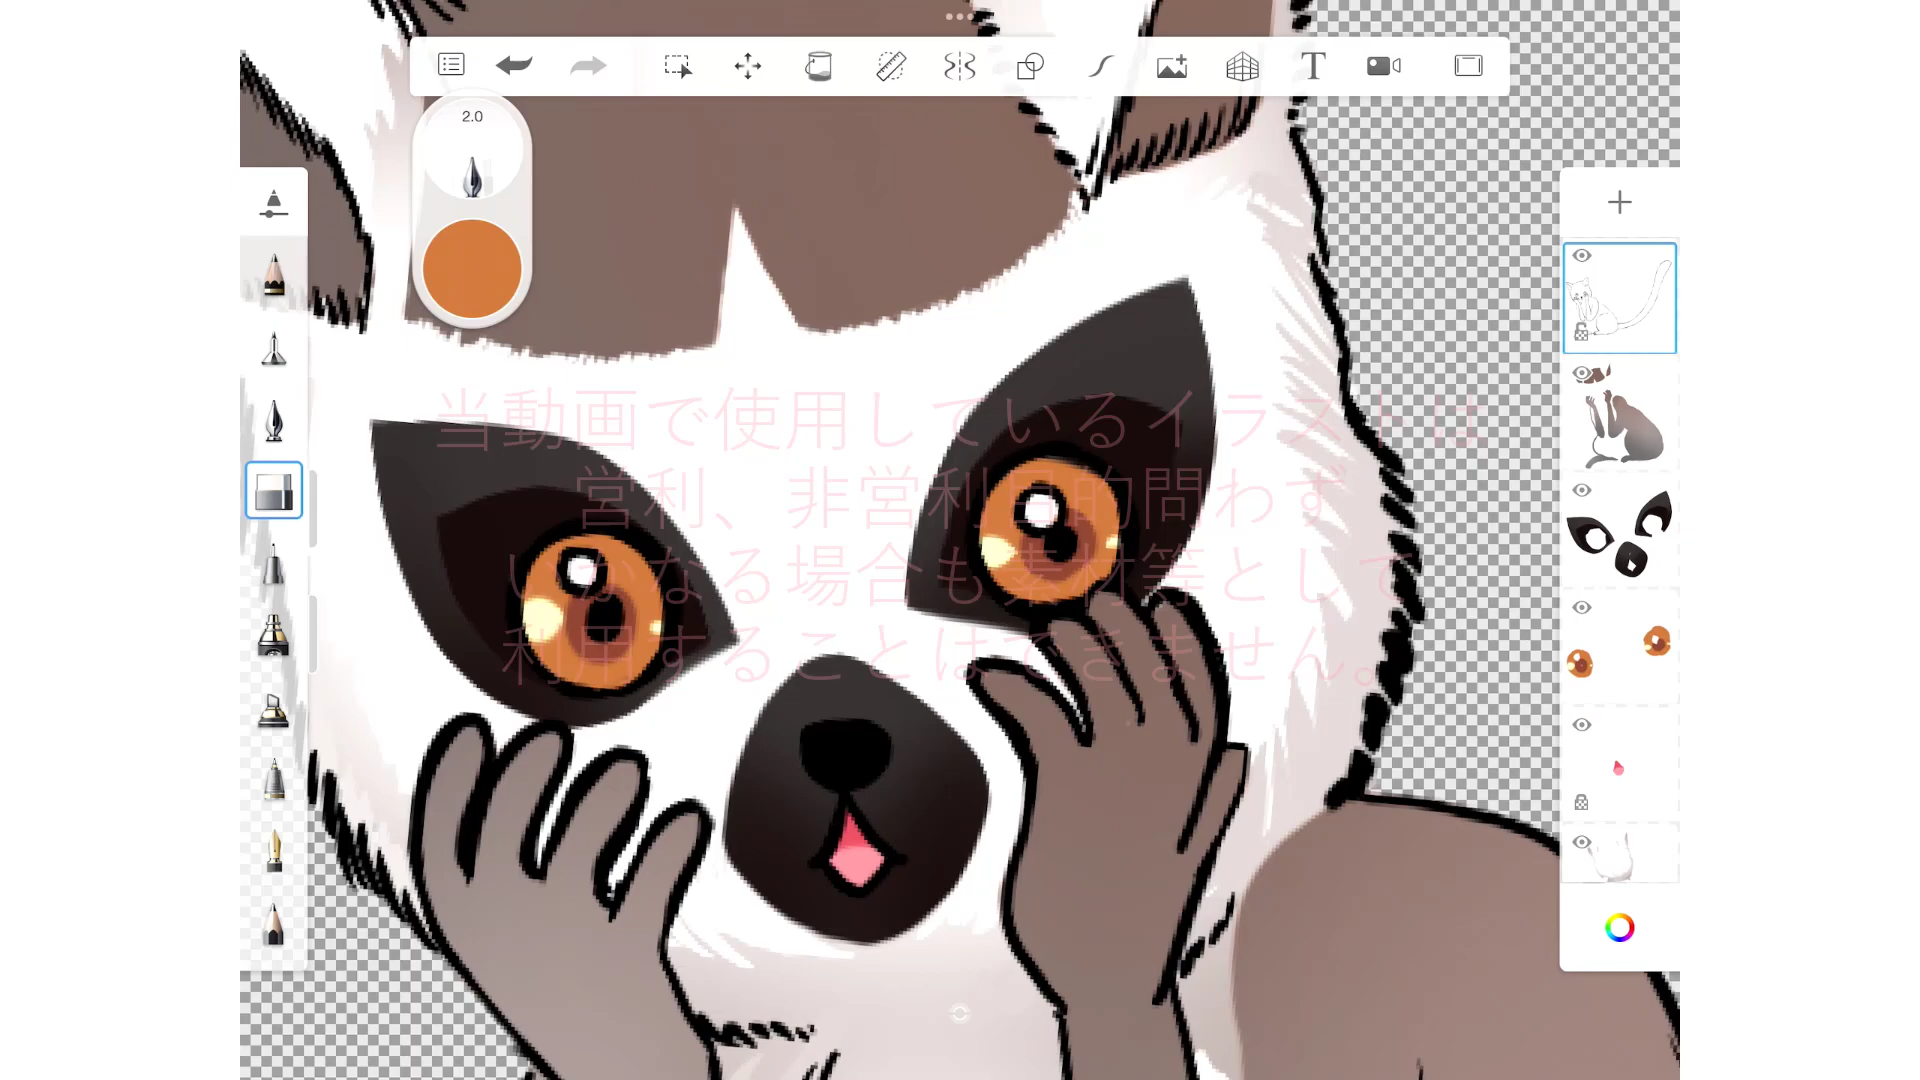 2.0
当動画で使用しているイラストは
営利、非営利目的問わず
いかなる場合も素材等として
利用することはできません。